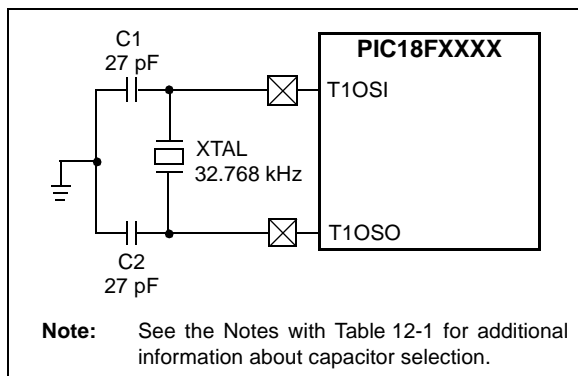 C1
27 pF
PIC18FXXXX
T1OSI
XTAL
32.768 kHz
T1OSO
C2
27 pF
Note: See the Notes with Table 12-1 for additional
information about capacitor selection.